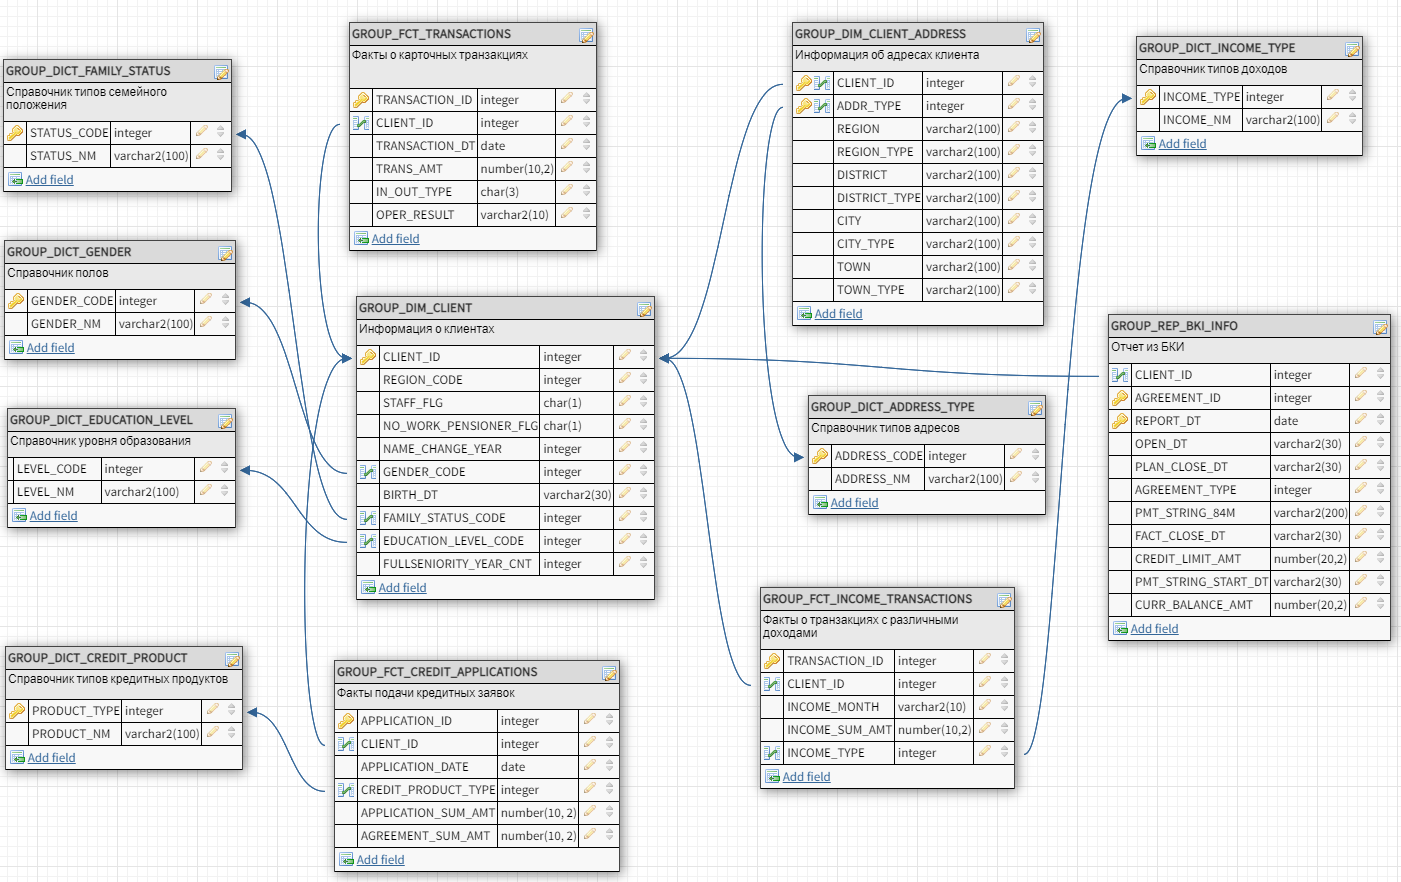 GROUP_DICT_FAMILY_STATUS
Справочник типов семейного
положения
STATUS_CODE integer
STATUS_NM varchar2(100)
Add field
GROUP_DICT_GENDER
Справочник полов
GENDER_CODE integer
GENDER_NM varchar2(100)
Add field
GROUP_DICT_EDUCATION_LEVEL
Справочник уровня образования
LEVEL_CODE integer
LEVEL_NM varchar2(100)
Add field
GROUP_DICT_CREDIT_PRODUCT
Справочник типов кредитных продуктов
PRODUCT_TYPE integer
PRODUCT_NM varchar2(100)
Add field
GROUP_FCT_TRANSACTIONS
Факты о карточных транзакциях
TRANSACTION_ID integer
CLIENT_ID integer
TRANSACTION_DT date
TRANS_AMT number(10,2)
IN_OUT_TYPE char(3)
OPER_RESULT varchar2(10)
Add field
GROUP_DIM_CLIENT
Информация о клиентах
CLIENT_ID integer
REGION_CODE integer
STAFF_FLG char(1)
NO_WORK_PENSIONER_FLG char(1)
NAME_CHANGE_YEAR integer
GENDER_CODE integer
BIRTH_DT varchar2(30)
FAMILY_STATUS_CODE integer
EDUCATION_LEVEL_CODE integer
FULLSENIORITY_YEAR_CNT integer
Add field
GROUP_FCT_CREDIT_APPLICATIONS
Факты подачи кредитных заявок
APPLICATION_ID integer
CLIENT_ID integer
APPLICATION_DATE date
CREDIT_PRODUCT_TYPE integer
APPLICATION_SUM_AMT number(10, 2)
AGREEMENT_SUM_AMT number(10, 2)
Add field
GROUP_DIM_CLIENT_ADDRESS
Информация об адресах клиента
CLIENT_ID integer
ADDR_TYPE integer
REGION varchar2(100)
REGION_TYPE varchar2(100)
DISTRICT varchar2(100)
DISTRICT_TYPE varchar2(100)
CITY varchar2(100)
CITY_TYPE varchar2(100)
TOWN varchar2(100)
TOWN_TYPE varchar2(100)
Add field
GROUP_DICT_ADDRESS_TYPE
Справочник типов адресов
ADDRESS_CODE integer
ADDRESS_NM varchar2(100)
Add field
GROUP_FCT_INCOME_TRANSACTIONS
Факты о транзакциях с различными
доходами
TRANSACTION_ID integer
CLIENT_ID integer
INCOME_MONTH varchar2(10)
INCOME_SUM_AMT number(10,2)
INCOME_TYPE integer
Add field
GROUP_DICT_INCOME_TYPE
Справочник типов доходов
INCOME_TYPE integer
INCOME_NM varchar2(100)
Add field
GROUP_REP_BKI_INFO
Отчет из БКИ
CLIENT_ID integer
AGREEMENT_ID integer
REPORT_DT date
OPEN_DT varchar2(30)
PLAN_CLOSE_DT varchar2(30)
AGREEMENT_TYPE integer
PMT_STRING_84M varchar2(200)
FACT_CLOSE_DT varchar2(30)
CREDIT_LIMIT_AMT number(20,2)
PMT_STRING_START_DT varchar2(30)
CURR_BALANCE_AMT number(20,2)
Add field